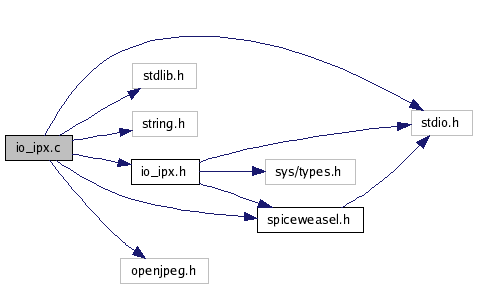 stdlib.h
string.h
stdio.h
io_ipx.c
io_ipx.h
sys/types.h
spiceweasel.h
openjpeg.h